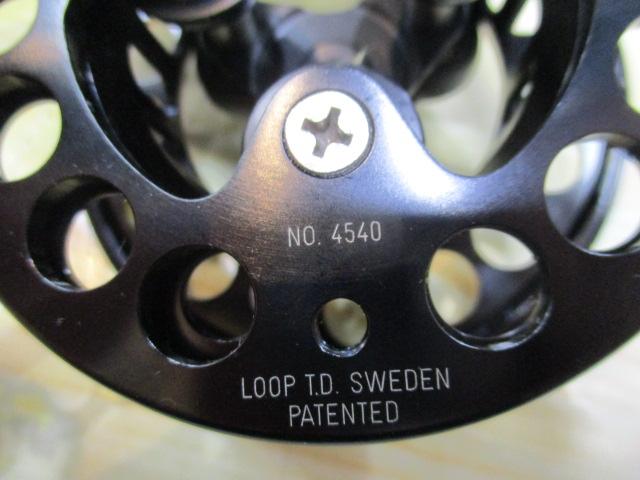 NO. 4540
LOOP T.D. SWEDEN
PATENTED